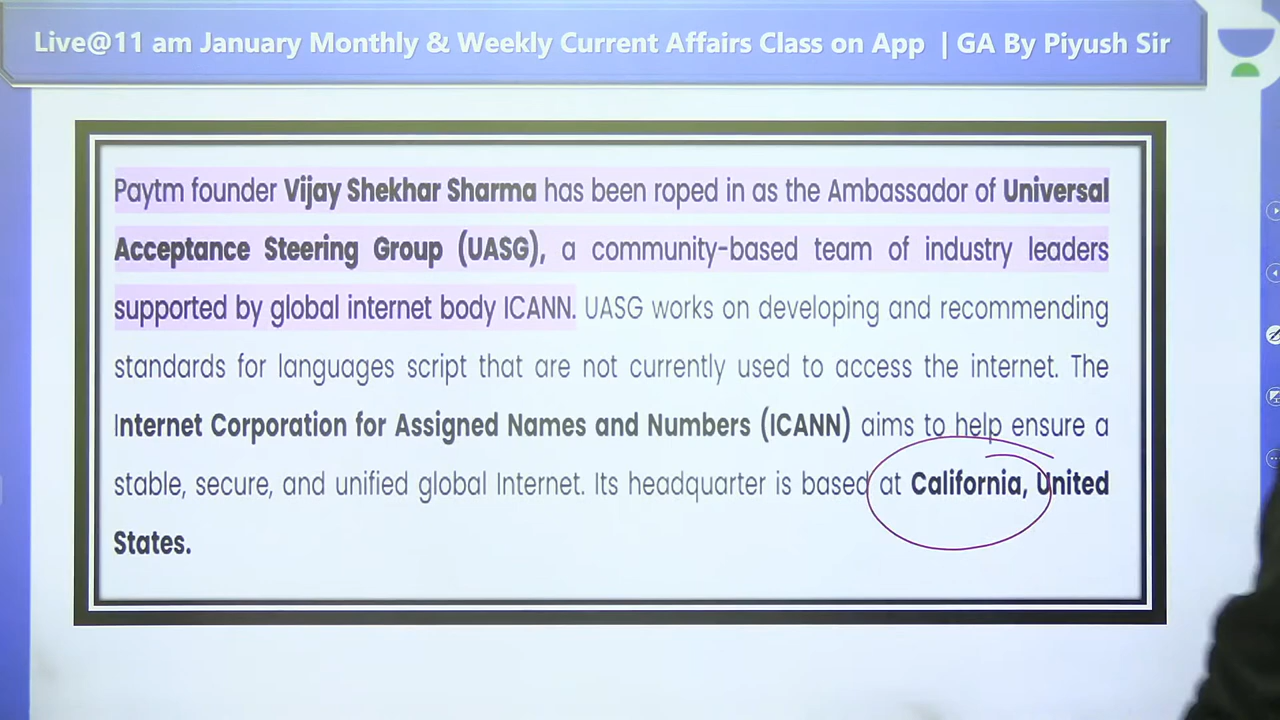 Live@11 am January Monthly & Weekly Current Affairs Class on App | GA By Piyush Sir
Paytm founder Vijay Shekhar Sharma has been roped in as the Ambassador of Universal
Acceptance Steering Group (UASG), a community-based team of industry leaders
supported by global internet body ICANN. UASG works on developing and recommending
standards for languages script that are not currently used to access the internet. The
Internet Corporation for Assigned Names and Numbers (ICANN) aims to help ensure a
stable, secure, and unified global Internet. Its headquarter is based at California, United
States.